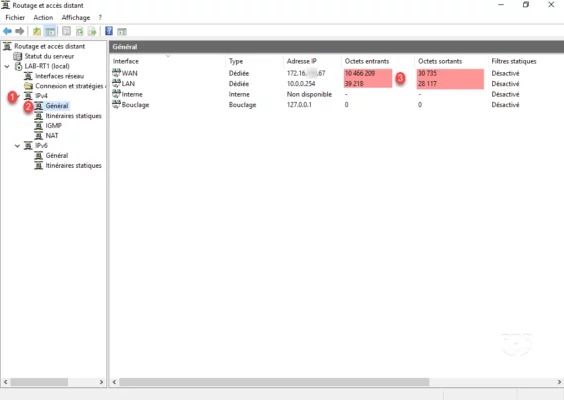 Routage et accès distant
Fichier Action Affichage ?
Routage et accès distant
Statut du serveur
LAB-RT1 (local)
Interfaces réseau
Connexion et stratégies
1 IPv4
2 Général
Itinéraires statiques
IGMP
NAT
IPv6
Général
Itinéraires statiques
Général
Interface Type Adresse IP Octets entrants Octets sortants Filtres statiques
WAN Dédiée 172.16. .67 10 466 209 3 30 735 Désactivé
LAN Dédiée 10.0.0.254 39 218 28 117 Désactivé
Interne Interne Non disponible - - Désactivé
Bouclage Bouclage 127.0.0.1 0 0 Désactivé